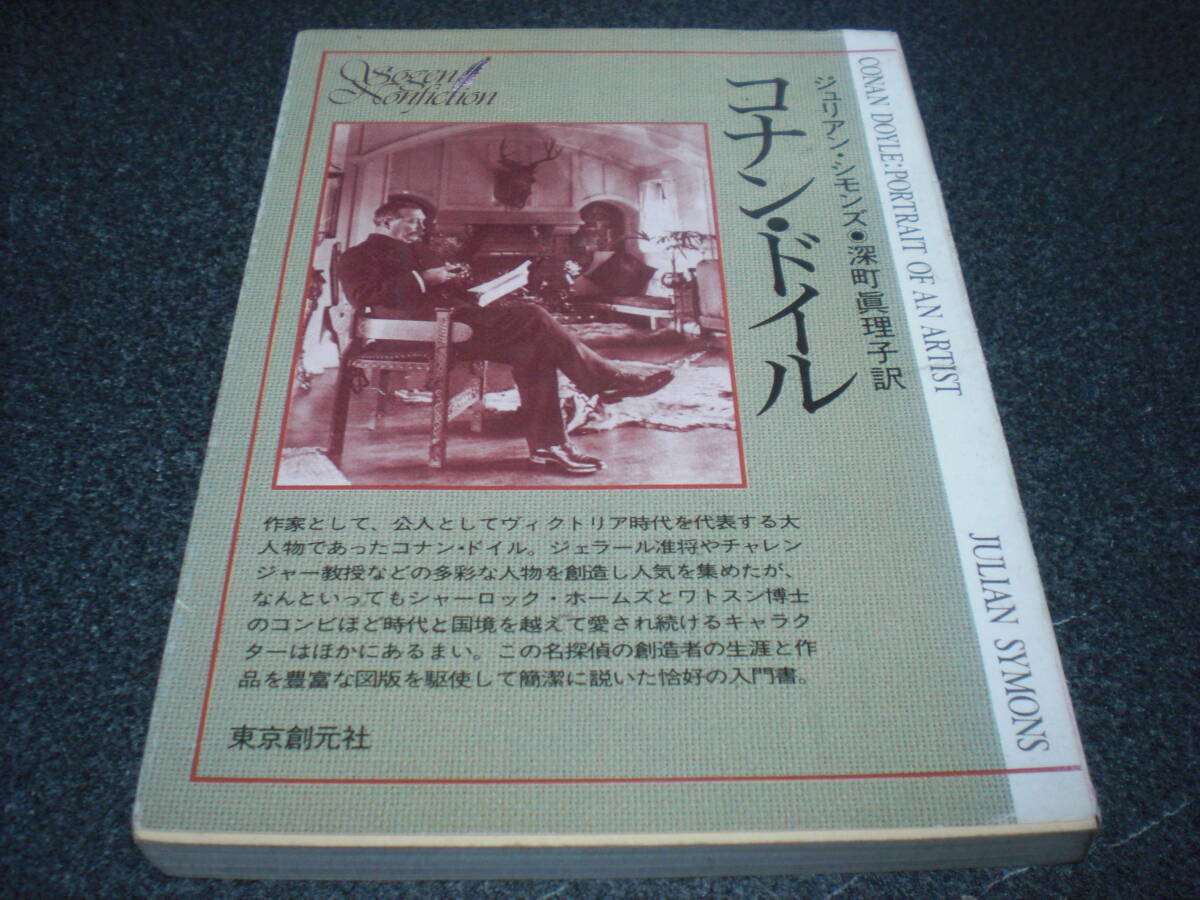 Sogen
Nonfiction
コナン・ドイル
ジュリアン・シモンズ●深町眞理子訳
CONAN DOYLE:PORTRAIT OF AN ARTIST
JULIAN SYMONS
作家として、公人としてヴィクトリア時代を代表する大
人物であったコナン・ドイル。ジェラール准将やチャレン
ジャー教授などの多彩な人物を創造し人気を集めたが、
なんといってもシャーロック・ホームズとワトスン博士
のコンビほど時代と国境を越えて愛され続けるキャラク
ターはほかにあるまい。この名探偵の創造者の生涯と作
品を豊富な図版を駆使して簡潔に説いた恰好の入門書。
東京創元社